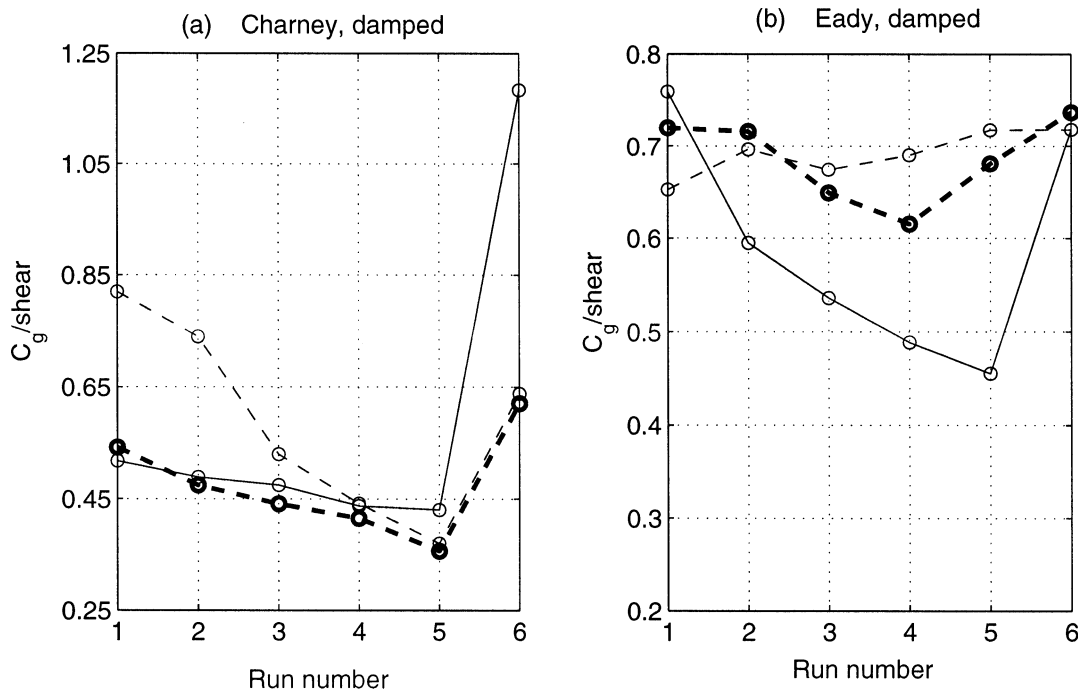 (a) Charney, damped
1.25
1.05
0.85
0.65
0.45
0.25
C_g/shear
1 2 3 4 5 6
Run number
(b) Eady, damped
0.8
0.7
0.6
0.5
0.4
0.3
0.2
C_g/shear
1 2 3 4 5 6
Run number